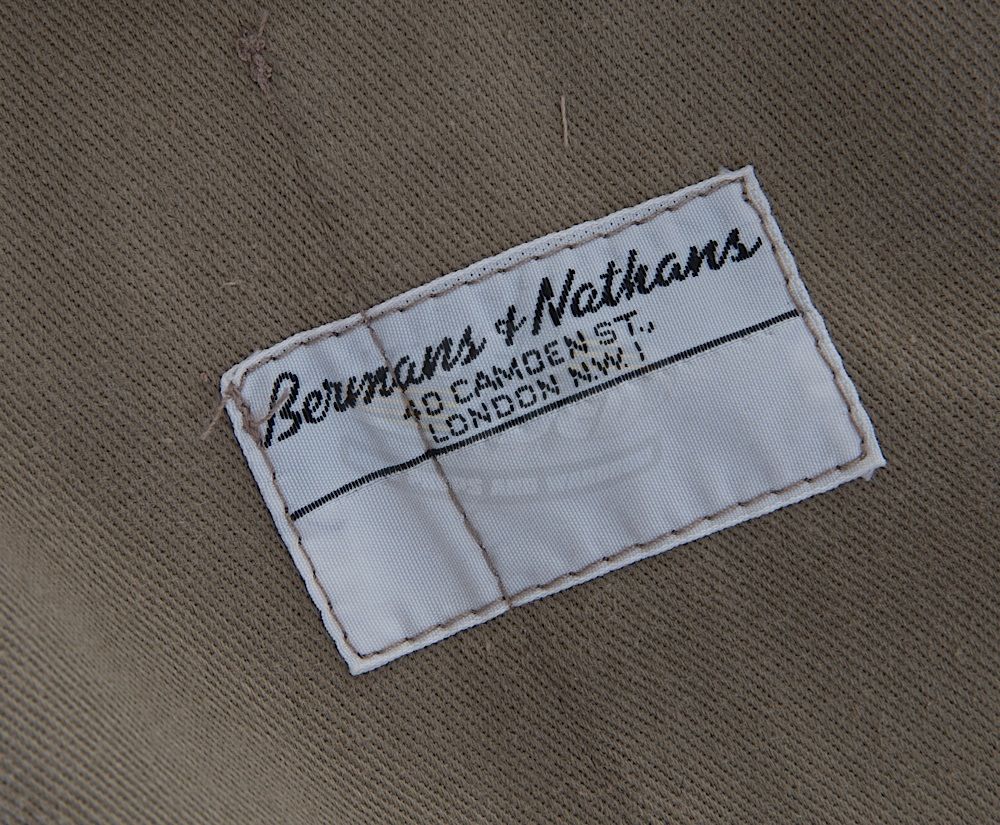 Bermans & Nathans
40 CAMDEN ST.,
LONDON N.W.1